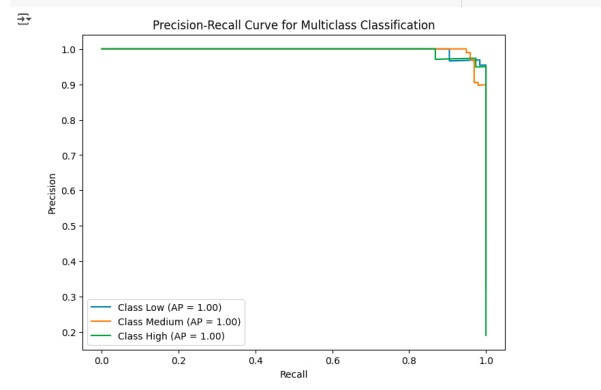 Precision-Recall Curve for Multiclass Classification
1.0
0.9
0.8
0.7
0.6
0.5
0.4
0.3
0.2
Precision
Class Low (AP = 1.00)
Class Medium (AP = 1.00)
Class High (AP = 1.00)
0.0 0.2 0.4 0.6 0.8 1.0
Recall